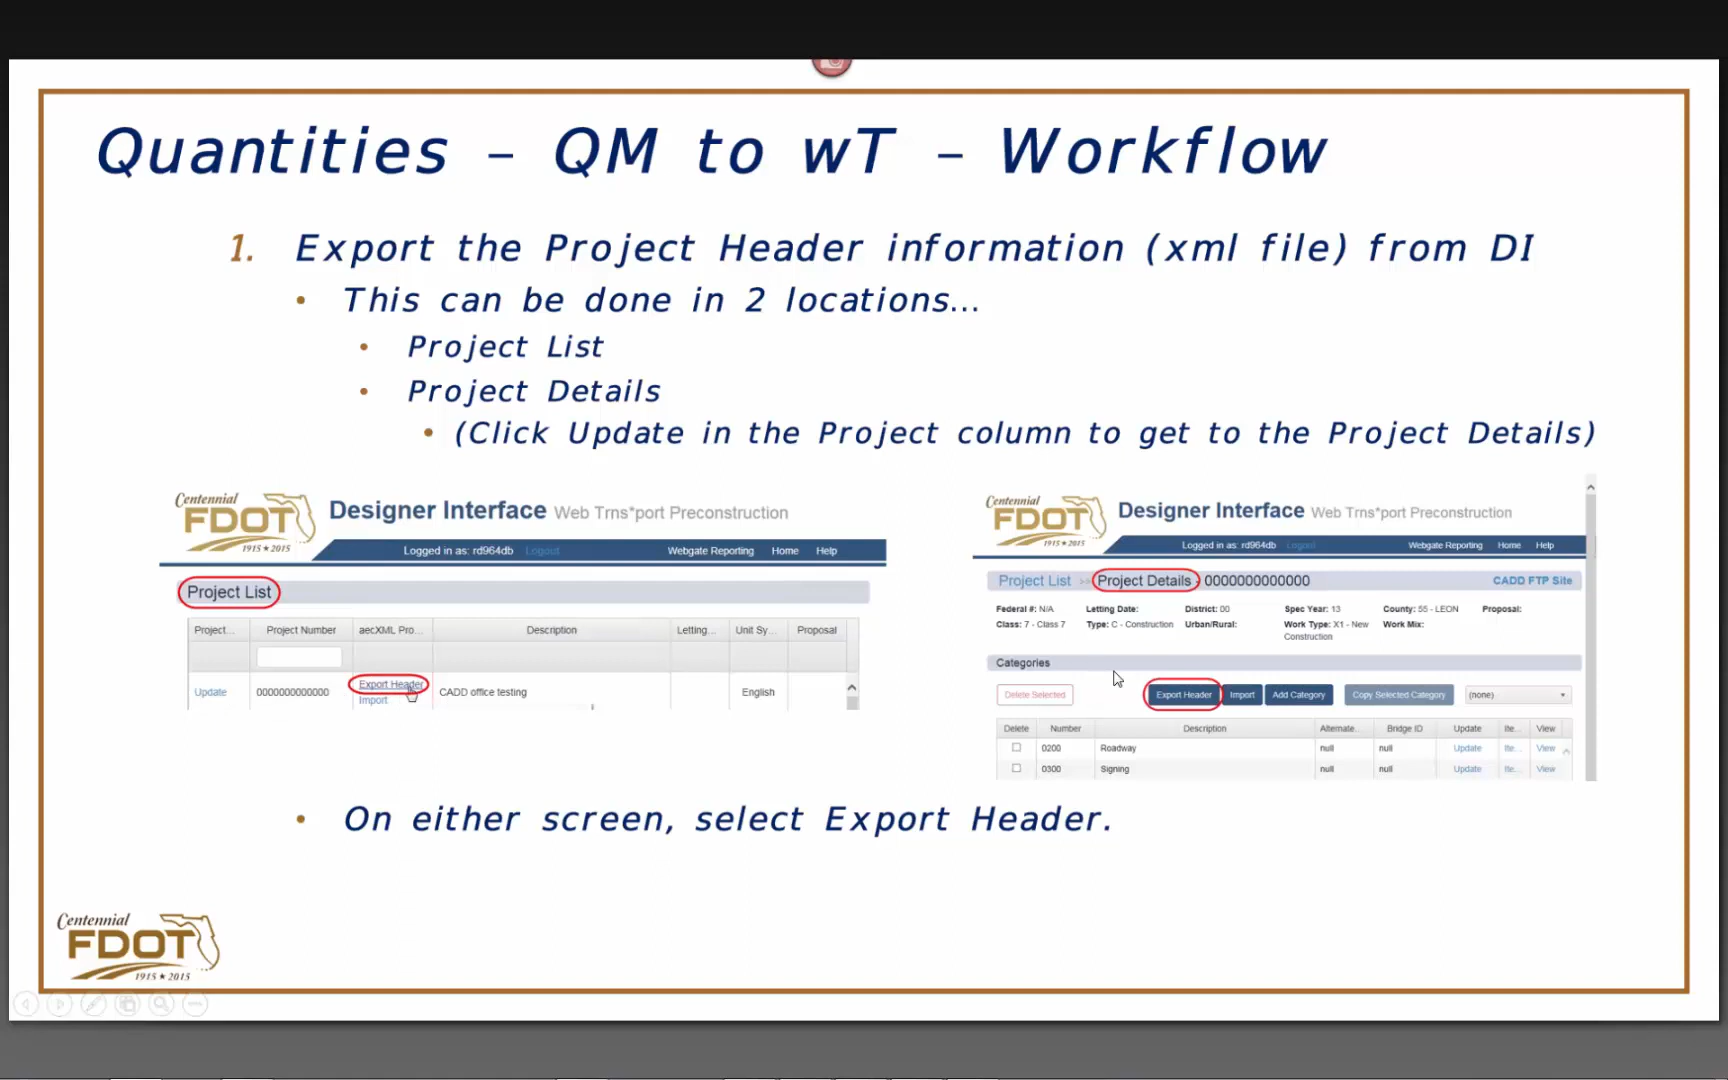 Quantities – QM to wT – Workflow
1. Export the Project Header information (xml file) from DI
• This can be done in 2 locations...
• Project List
• Project Details
• (Click Update in the Project column to get to the Project Details)
Centennial
FDOT
1915★2015
Designer Interface Web Trns*port Preconstruction
Logged in as: rd964db Logout Webgate Reporting Home Help
Project List
Project... Project Number aecXML Pro... Description Letting... Unit Sy... Proposal
Update 0000000000000 Export Header CADD office testing English
Import
Centennial
FDOT
1915★2015
Designer Interface Web Trns*port Preconstruction
Logged in as: rd964db Logout Webgate Reporting Home Help
Project List >> Project Details - 0000000000000 CADD FTP Site
Federal #: N/A Letting Date: District: 00 Spec Year: 13 County: 55 - LEON Proposal:
Class: 7 - Class 7 Type: C - Construction Urban/Rural: Work Type: X1 - New Construction Work Mix:
Categories
Delete Selected Export Header Import Add Category Copy Selected Category (none)
Delete Number Description Alternate... Bridge ID Update Ite... View
0200 Roadway null null Update Ite... View
0300 Signing null null Update Ite... View
• On either screen, select Export Header.
Centennial
FDOT
1915★2015